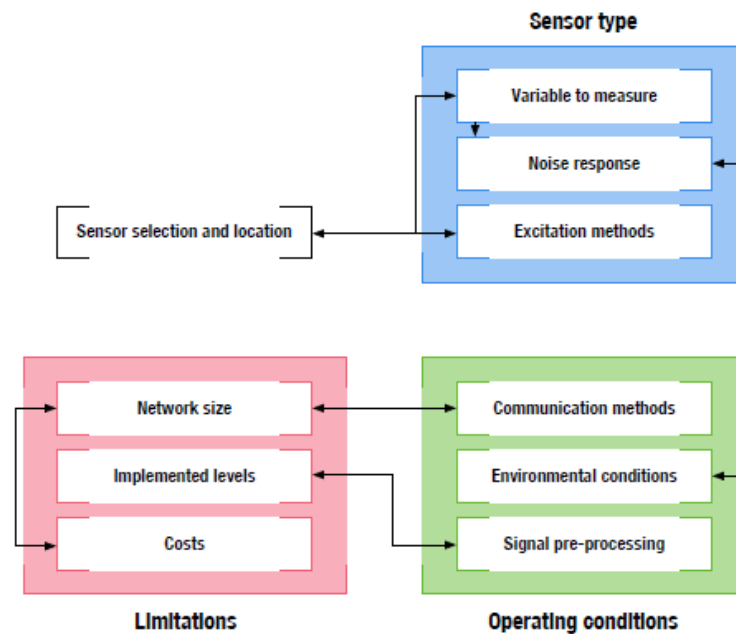 Sensor type
Variable to measure
Noise response
Sensor selection and location
Excitation methods
Network size
Communication methods
Implemented levels
Environmental conditions
Costs
Signal pre-processing
Limitations
Operating conditions